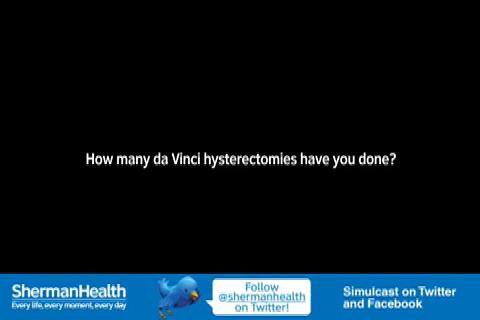 How many da Vinci hysterectomies have you done?
ShermanHealth
Every life, every moment, every day
Follow
@shermanhealth
on Twitter!
Simulcast on Twitter
and Facebook